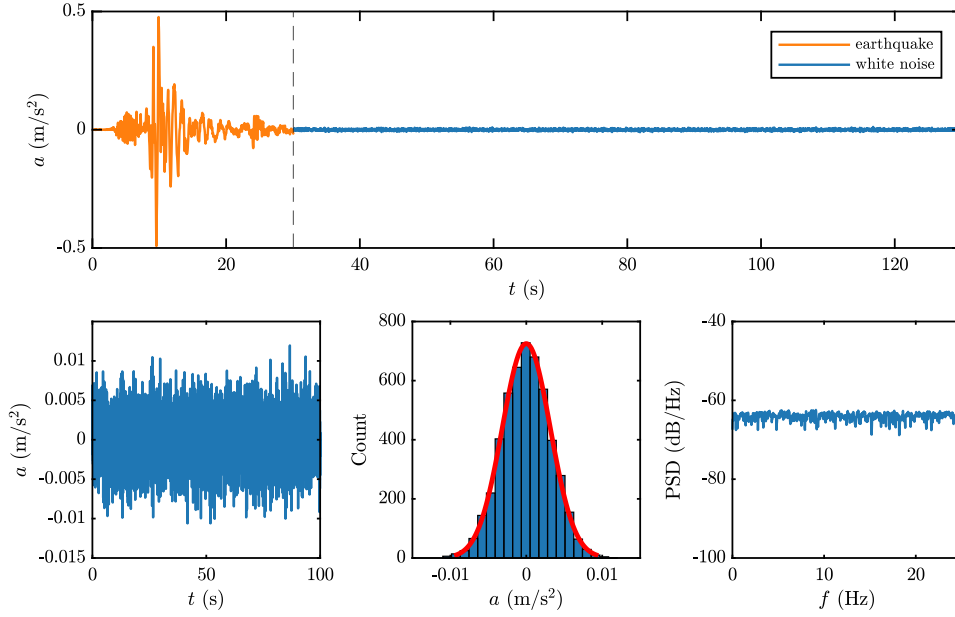 0.5
0
-0.5
a (m/s²)
earthquake
white noise
0 20 40 60 80 100 120
t (s)
0.01
0.005
0
-0.005
-0.01
-0.015
a (m/s²)
0 50 100
t (s)
800
600
400
200
0
Count
-0.01 0 0.01
a (m/s²)
-40
-60
-80
-100
PSD (dB/Hz)
0 10 20
f (Hz)